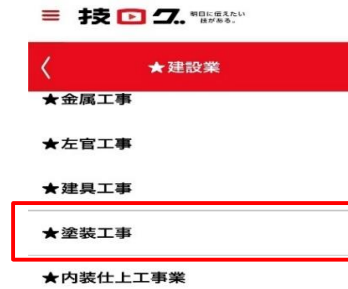 ≡ 技ログ. 明日に伝えたい
技がある。
〈 ★建設業
★金属工事
★左官工事
★建具工事
★塗装工事
★内装仕上工事業